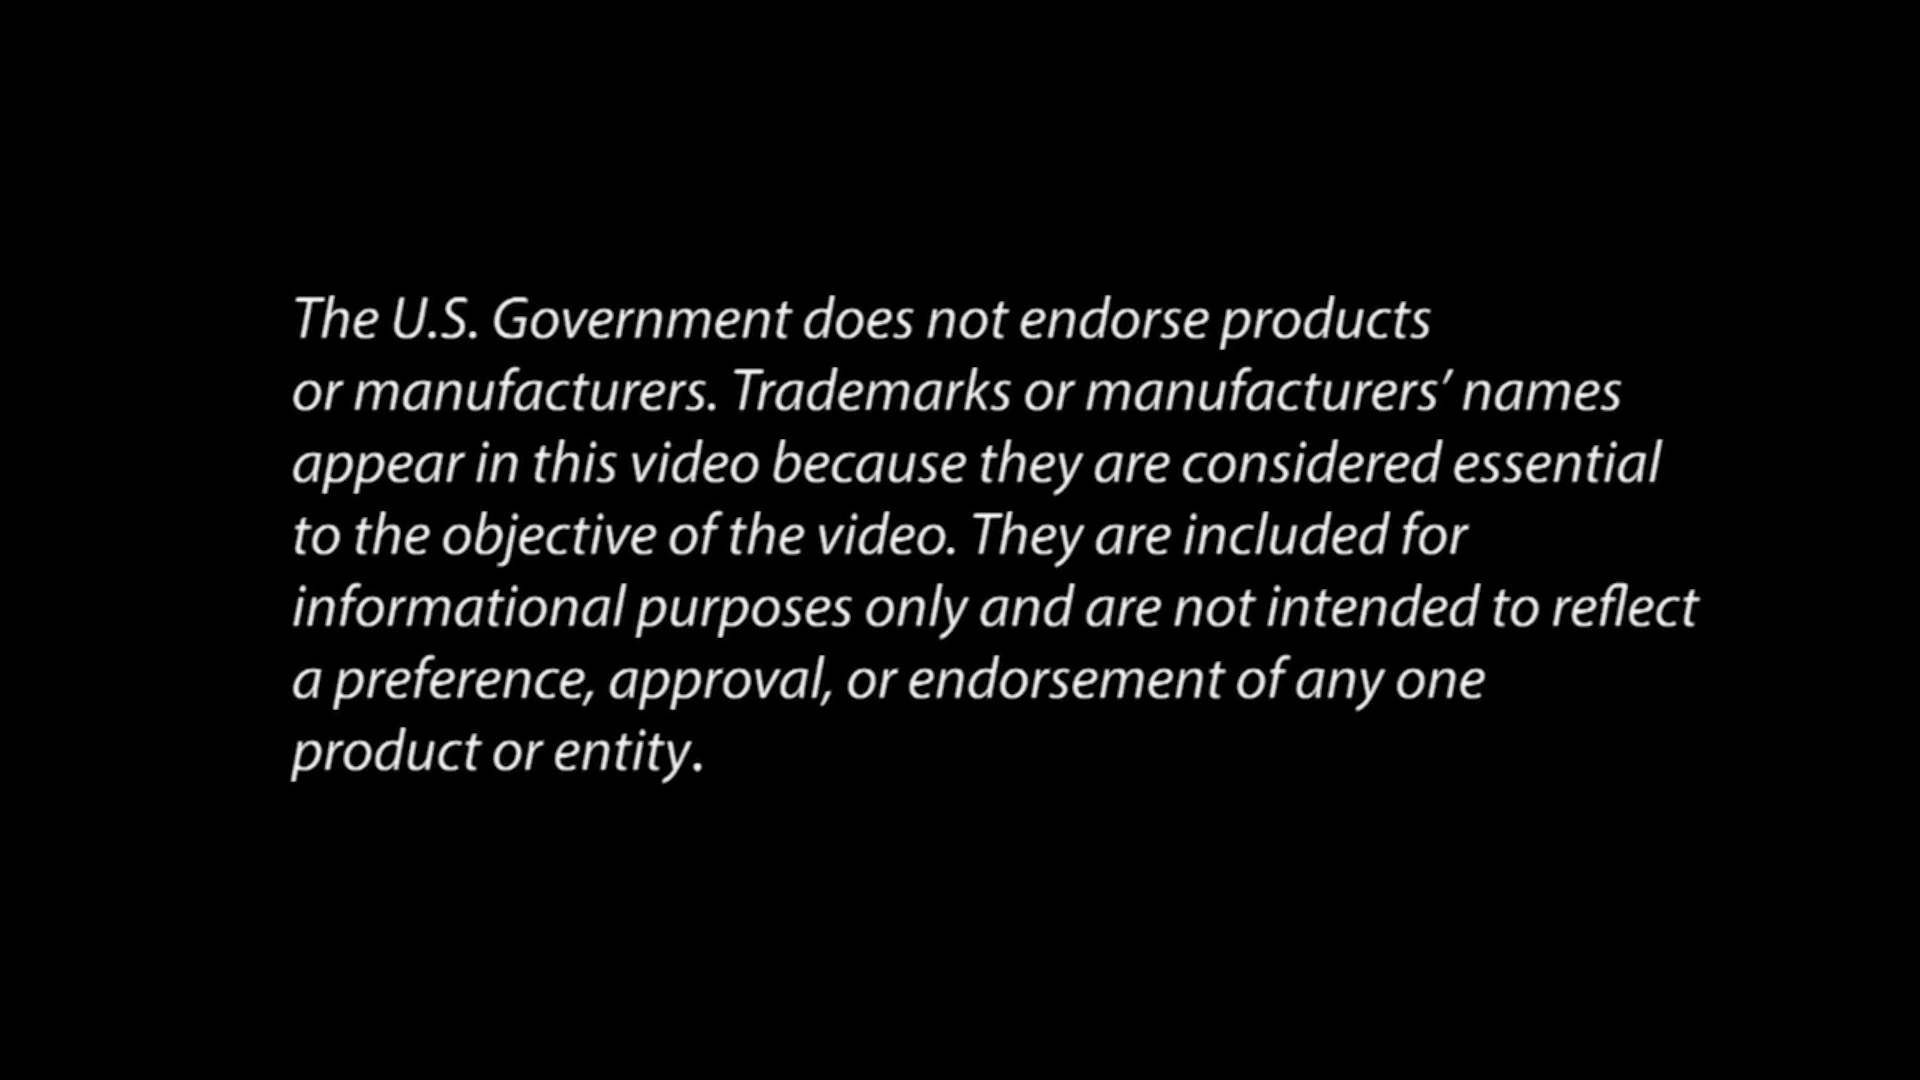 The U.S. Government does not endorse products
or manufacturers. Trademarks or manufacturers’ names
appear in this video because they are considered essential
to the objective of the video. They are included for
informational purposes only and are not intended to reflect
a preference, approval, or endorsement of any one
product or entity.